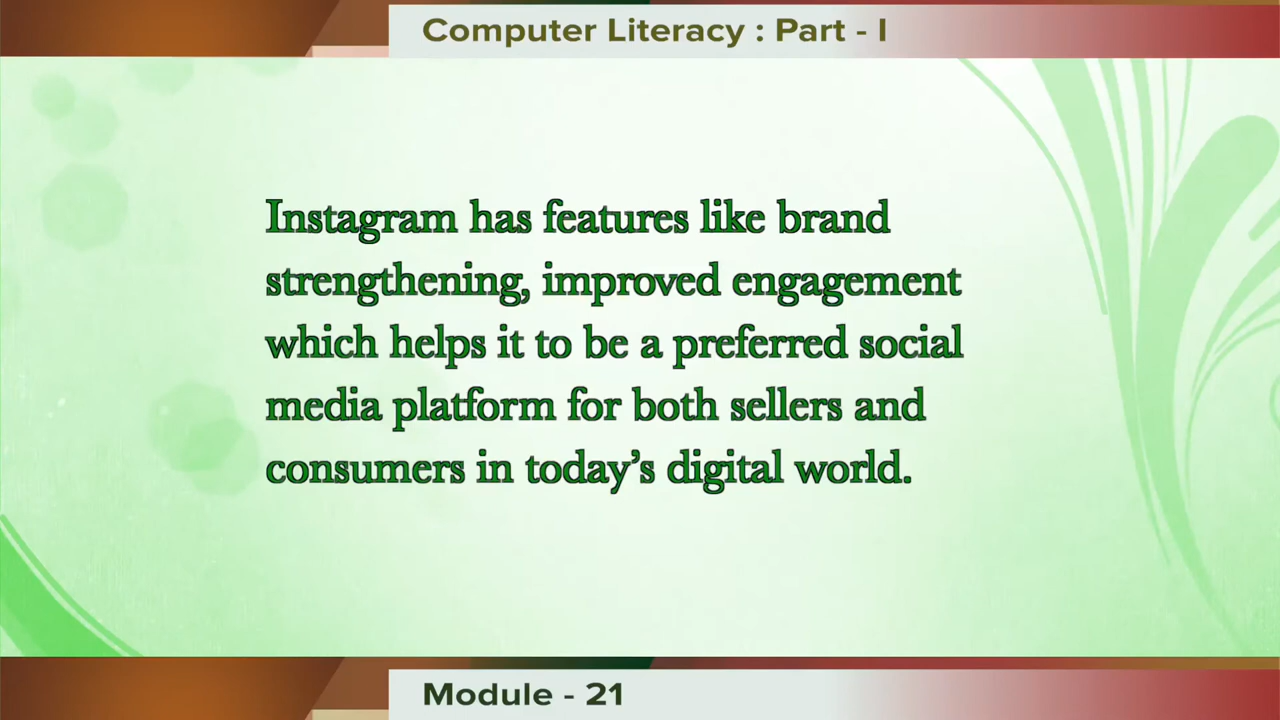 Computer Literacy : Part - I
Instagram has features like brand
strengthening, improved engagement
which helps it to be a preferred social
media platform for both sellers and
consumers in today’s digital world.
Module - 21